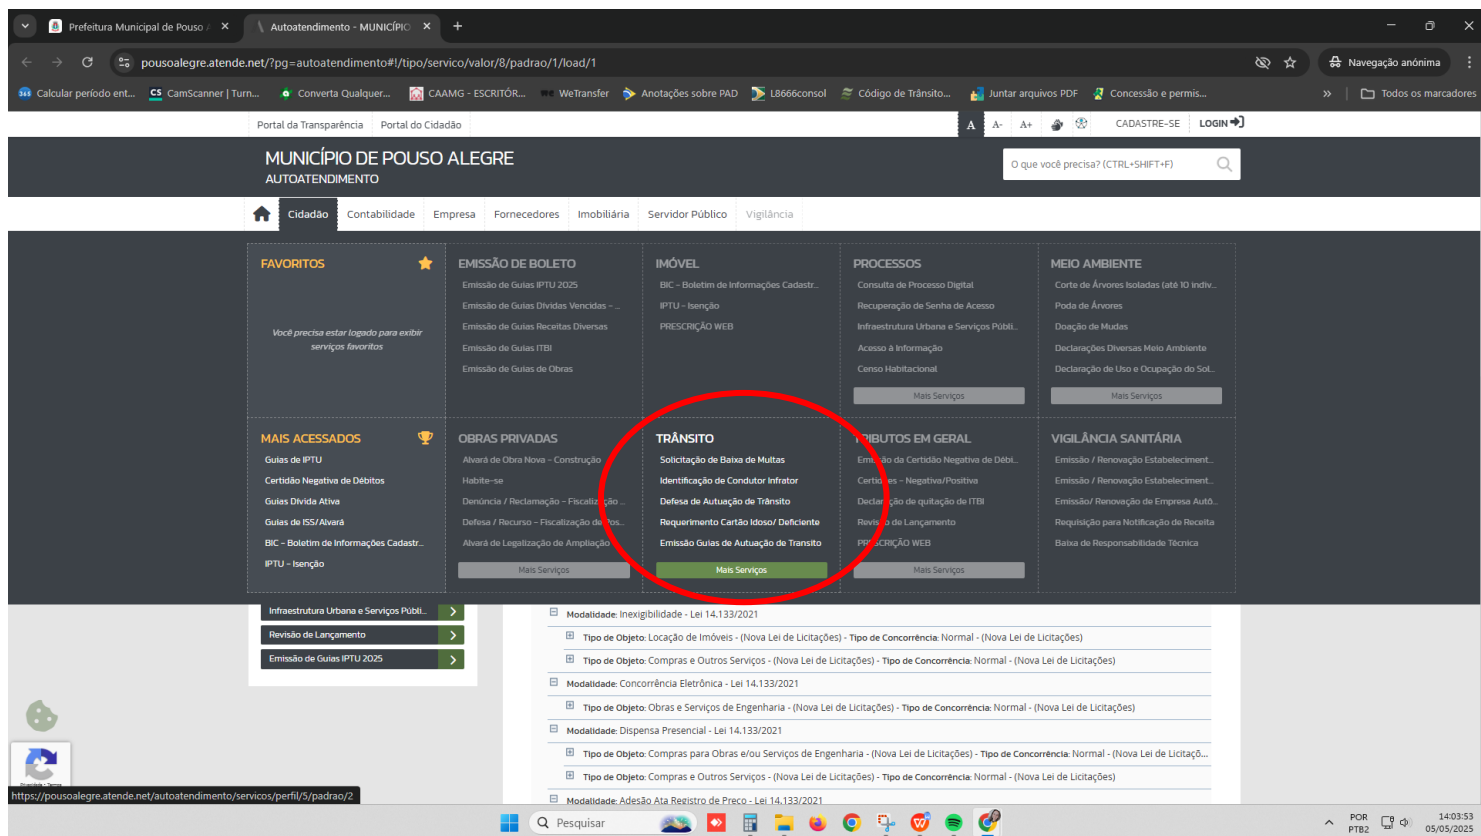 Prefeitura Municipal de Pouso A
Autoatendimento - MUNICÍPIO
pousoalegre.atende.net/?pg=autoatendimento#!/tipo/servico/valor/8/padrao/1/load/1
Navegação anónima
Calcular período ent...
CS CamScanner | Turn...
Converta Qualquer...
CAAMG - ESCRITÓR...
WeTransfer
Anotações sobre PAD
L8666consol
Código de Trânsito...
Juntar arquivos PDF
Concessão e permis...
Todos os marcadores
Portal da Transparência Portal do Cidadão
A A- A+ CADASTRE-SE LOGIN
MUNICÍPIO DE POUSO ALEGRE
AUTOATENDIMENTO
O que você precisa? (CTRL+SHIFT+F)
Cidadão Contabilidade Empresa Fornecedores Imobiliária Servidor Público Vigilância
FAVORITOS
Você precisa estar logado para exibir
serviços favoritos
EMISSÃO DE BOLETO
Emissão de Guias IPTU 2025
Emissão de Guias Dívidas Vencidas - ...
Emissão de Guias Receitas Diversas
Emissão de Guias ITBI
Emissão de Guias de Obras
IMÓVEL
BIC - Boletim de Informações Cadastr...
IPTU - Isenção
PRESCRIÇÃO WEB
PROCESSOS
Consulta de Processo Digital
Recuperação de Senha de Acesso
Infraestrutura Urbana e Serviços Públi...
Acesso à Informação
Censo Habitacional
Mais Serviços
MEIO AMBIENTE
Corte de Árvores Isoladas (até 10 indiv...
Poda de Árvores
Doação de Mudas
Declarações Diversas Meio Ambiente
Declaração de Uso e Ocupação do Sol...
Mais Serviços
MAIS ACESSADOS
Guias de IPTU
Certidão Negativa de Débitos
Guias Dívida Ativa
Guias de ISS/Alvará
BIC - Boletim de Informações Cadastr...
IPTU - Isenção
OBRAS PRIVADAS
Alvará de Obra Nova - Construção
Habite-se
Denúncia / Reclamação - Fiscalização ...
Defesa / Recurso - Fiscalização de Pos...
Alvará de Legalização de Ampliação
Mais Serviços
TRÂNSITO
Solicitação de Baixa de Multas
Identificação de Condutor Infrator
Defesa de Autuação de Trânsito
Requerimento Cartão Idoso/ Deficiente
Emissão Guias de Autuação de Transito
Mais Serviços
TRIBUTOS EM GERAL
Emissão da Certidão Negativa de Débi...
Certidões - Negativa/Positiva
Declaração de quitação de ITBI
Revisão de Lançamento
PRESCRIÇÃO WEB
Mais Serviços
VIGILÂNCIA SANITÁRIA
Emissão / Renovação Estabeleciment...
Emissão / Renovação Estabeleciment...
Emissão/ Renovação de Empresa Autô...
Requisição para Notificação de Receita
Baixa de Responsabilidade Técnica
Infraestrutura Urbana e Serviços Públi...
Revisão de Lançamento
Emissão de Guias IPTU 2025
Modalidade: Inexigibilidade - Lei 14.133/2021
Tipo de Objeto: Locação de Imóveis - (Nova Lei de Licitações) - Tipo de Concorrência: Normal - (Nova Lei de Licitações)
Tipo de Objeto: Compras e Outros Serviços - (Nova Lei de Licitações) - Tipo de Concorrência: Normal - (Nova Lei de Licitações)
Modalidade: Concorrência Eletrônica - Lei 14.133/2021
Tipo de Objeto: Obras e Serviços de Engenharia - (Nova Lei de Licitações) - Tipo de Concorrência: Normal - (Nova Lei de Licitações)
Modalidade: Dispensa Presencial - Lei 14.133/2021
Tipo de Objeto: Compras para Obras e/ou Serviços de Engenharia - (Nova Lei de Licitações) - Tipo de Concorrência: Normal - (Nova Lei de Licitaçõ...
Tipo de Objeto: Compras e Outros Serviços - (Nova Lei de Licitações) - Tipo de Concorrência: Normal - (Nova Lei de Licitações)
Modalidade: Adesão Ata Registro de Preço - Lei 14.133/2021
Privacidade - Termos
https://pousoalegre.atende.net/autoatendimento/servicos/perfil/5/padrao/2
Pesquisar
POR
PTB2
14:03:53
05/05/2025